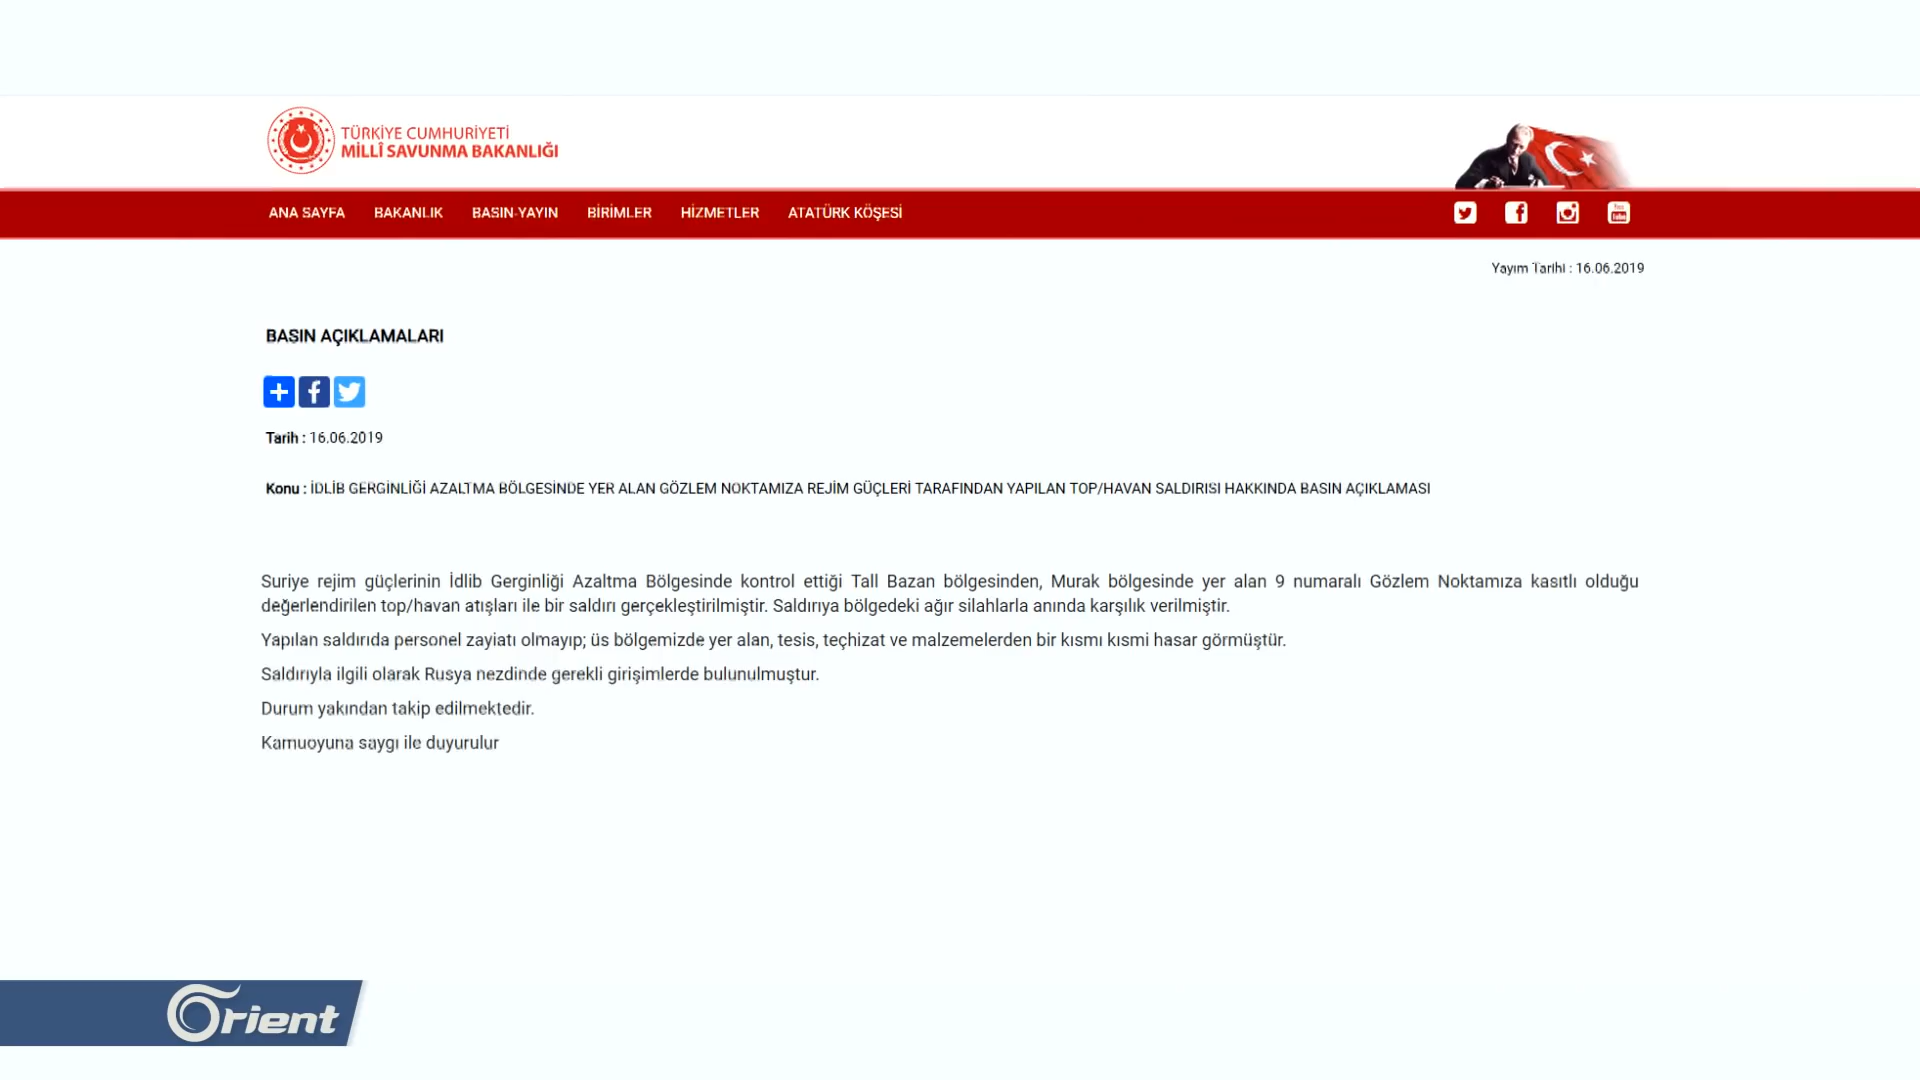 TÜRKİYE CUMHURİYETİ
MİLLÎ SAVUNMA BAKANLIĞI
ANA SAYFA BAKANLIK BASIN-YAYIN BİRİMLER HİZMETLER ATATÜRK KÖŞESİ
Yayım Tarihi : 16.06.2019
BASIN AÇIKLAMALARI
Tarih : 16.06.2019
Konu : İDLİB GERGİNLİĞİ AZALTMA BÖLGESİNDE YER ALAN GÖZLEM NOKTAMIZA REJİM GÜÇLERİ TARAFINDAN YAPILAN TOP/HAVAN SALDIRISI HAKKINDA BASIN AÇIKLAMASI
Suriye rejim güçlerinin İdlib Gerginliği Azaltma Bölgesinde kontrol ettiği Tall Bazan bölgesinden, Murak bölgesinde yer alan 9 numaralı Gözlem Noktamıza kasıtlı olduğu
değerlendirilen top/havan atışları ile bir saldırı gerçekleştirilmiştir. Saldırıya bölgedeki ağır silahlarla anında karşılık verilmiştir.
Yapılan saldırıda personel zayiatı olmayıp; üs bölgemizde yer alan, tesis, teçhizat ve malzemelerden bir kısmı kısmi hasar görmüştür.
Saldırıyla ilgili olarak Rusya nezdinde gerekli girişimlerde bulunulmuştur.
Durum yakından takip edilmektedir.
Kamuoyuna saygı ile duyurulur
Orient